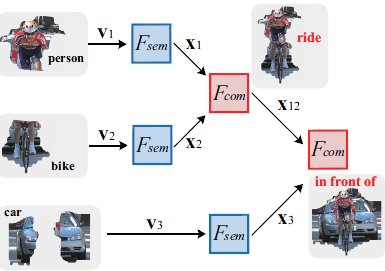 person
v1
Fsem
x1
ride
Fcom
x12
v2
Fsem
x2
bike
Fcom
in front of
car
v3
Fsem
x3